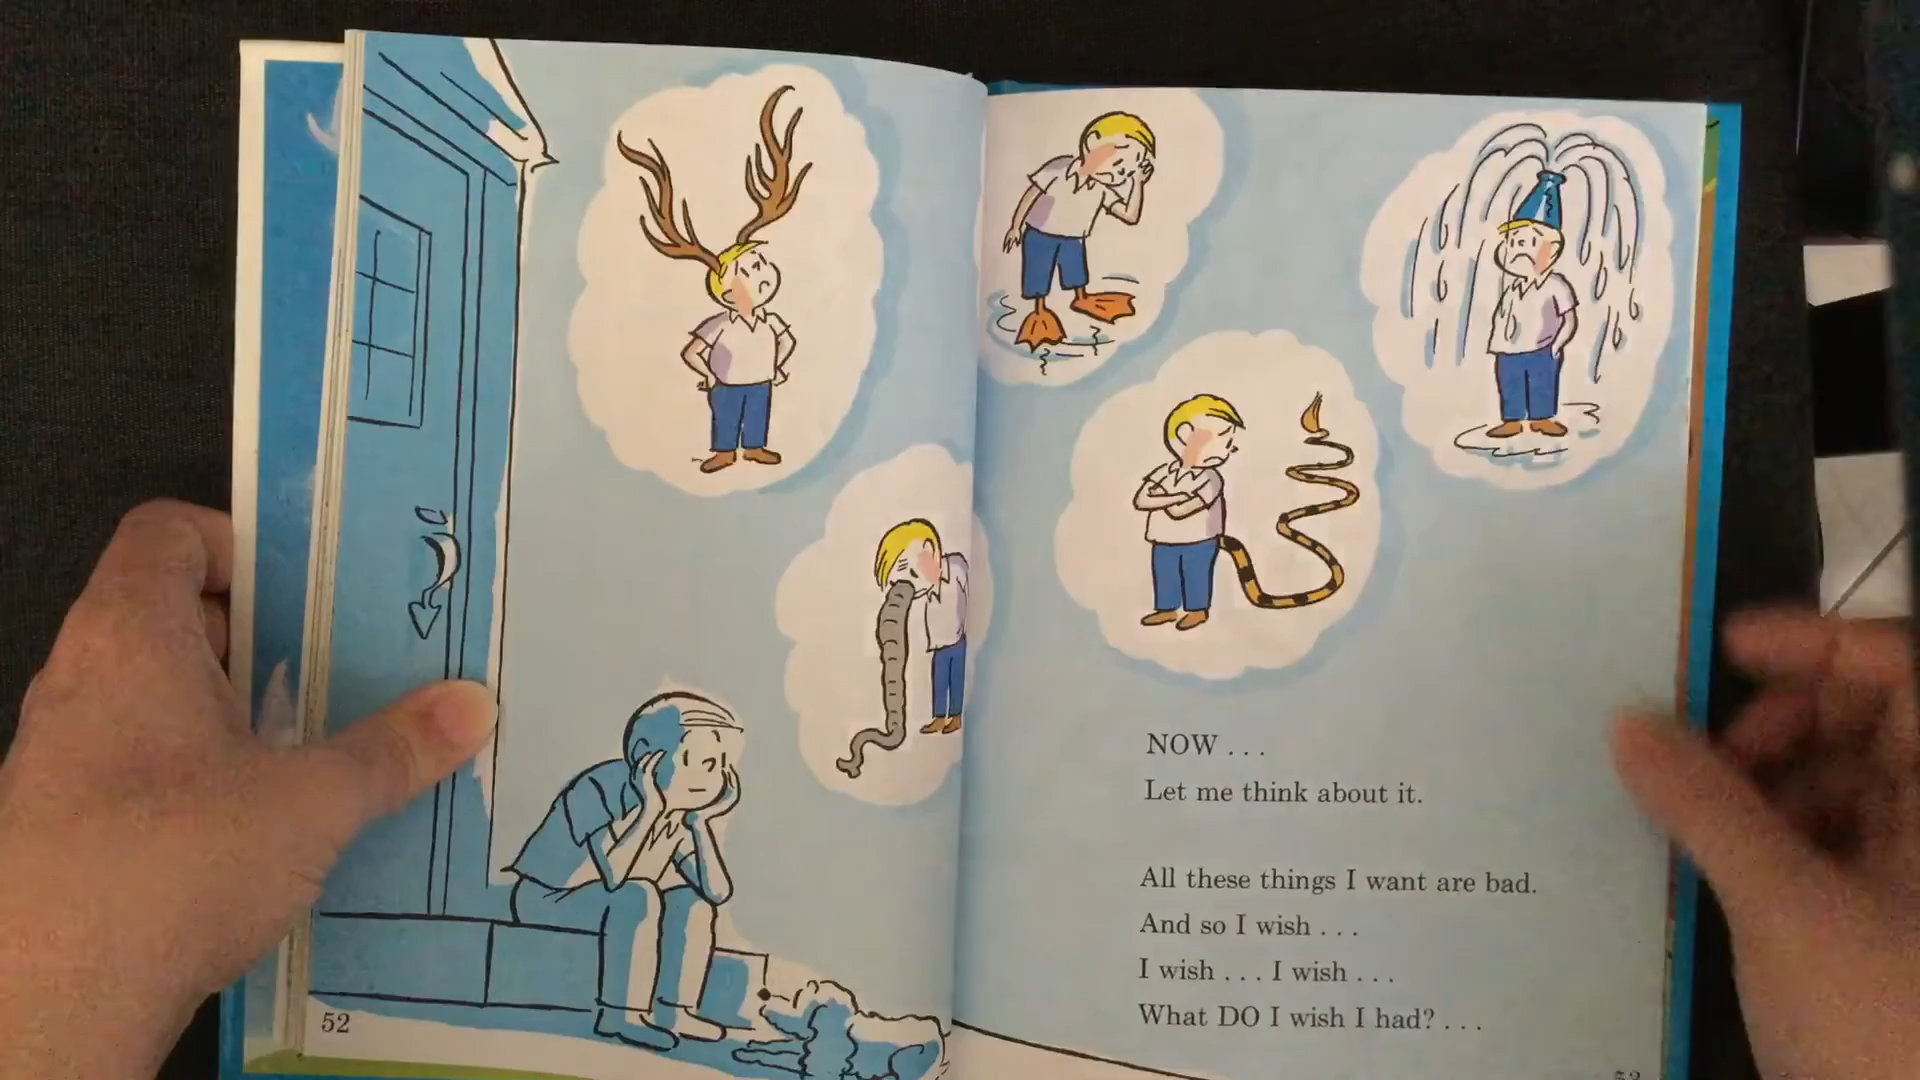 NOW . . .
Let me think about it.
All these things I want are bad.
And so I wish . . .
I wish . . . I wish . . .
What DO I wish I had? . . .
52